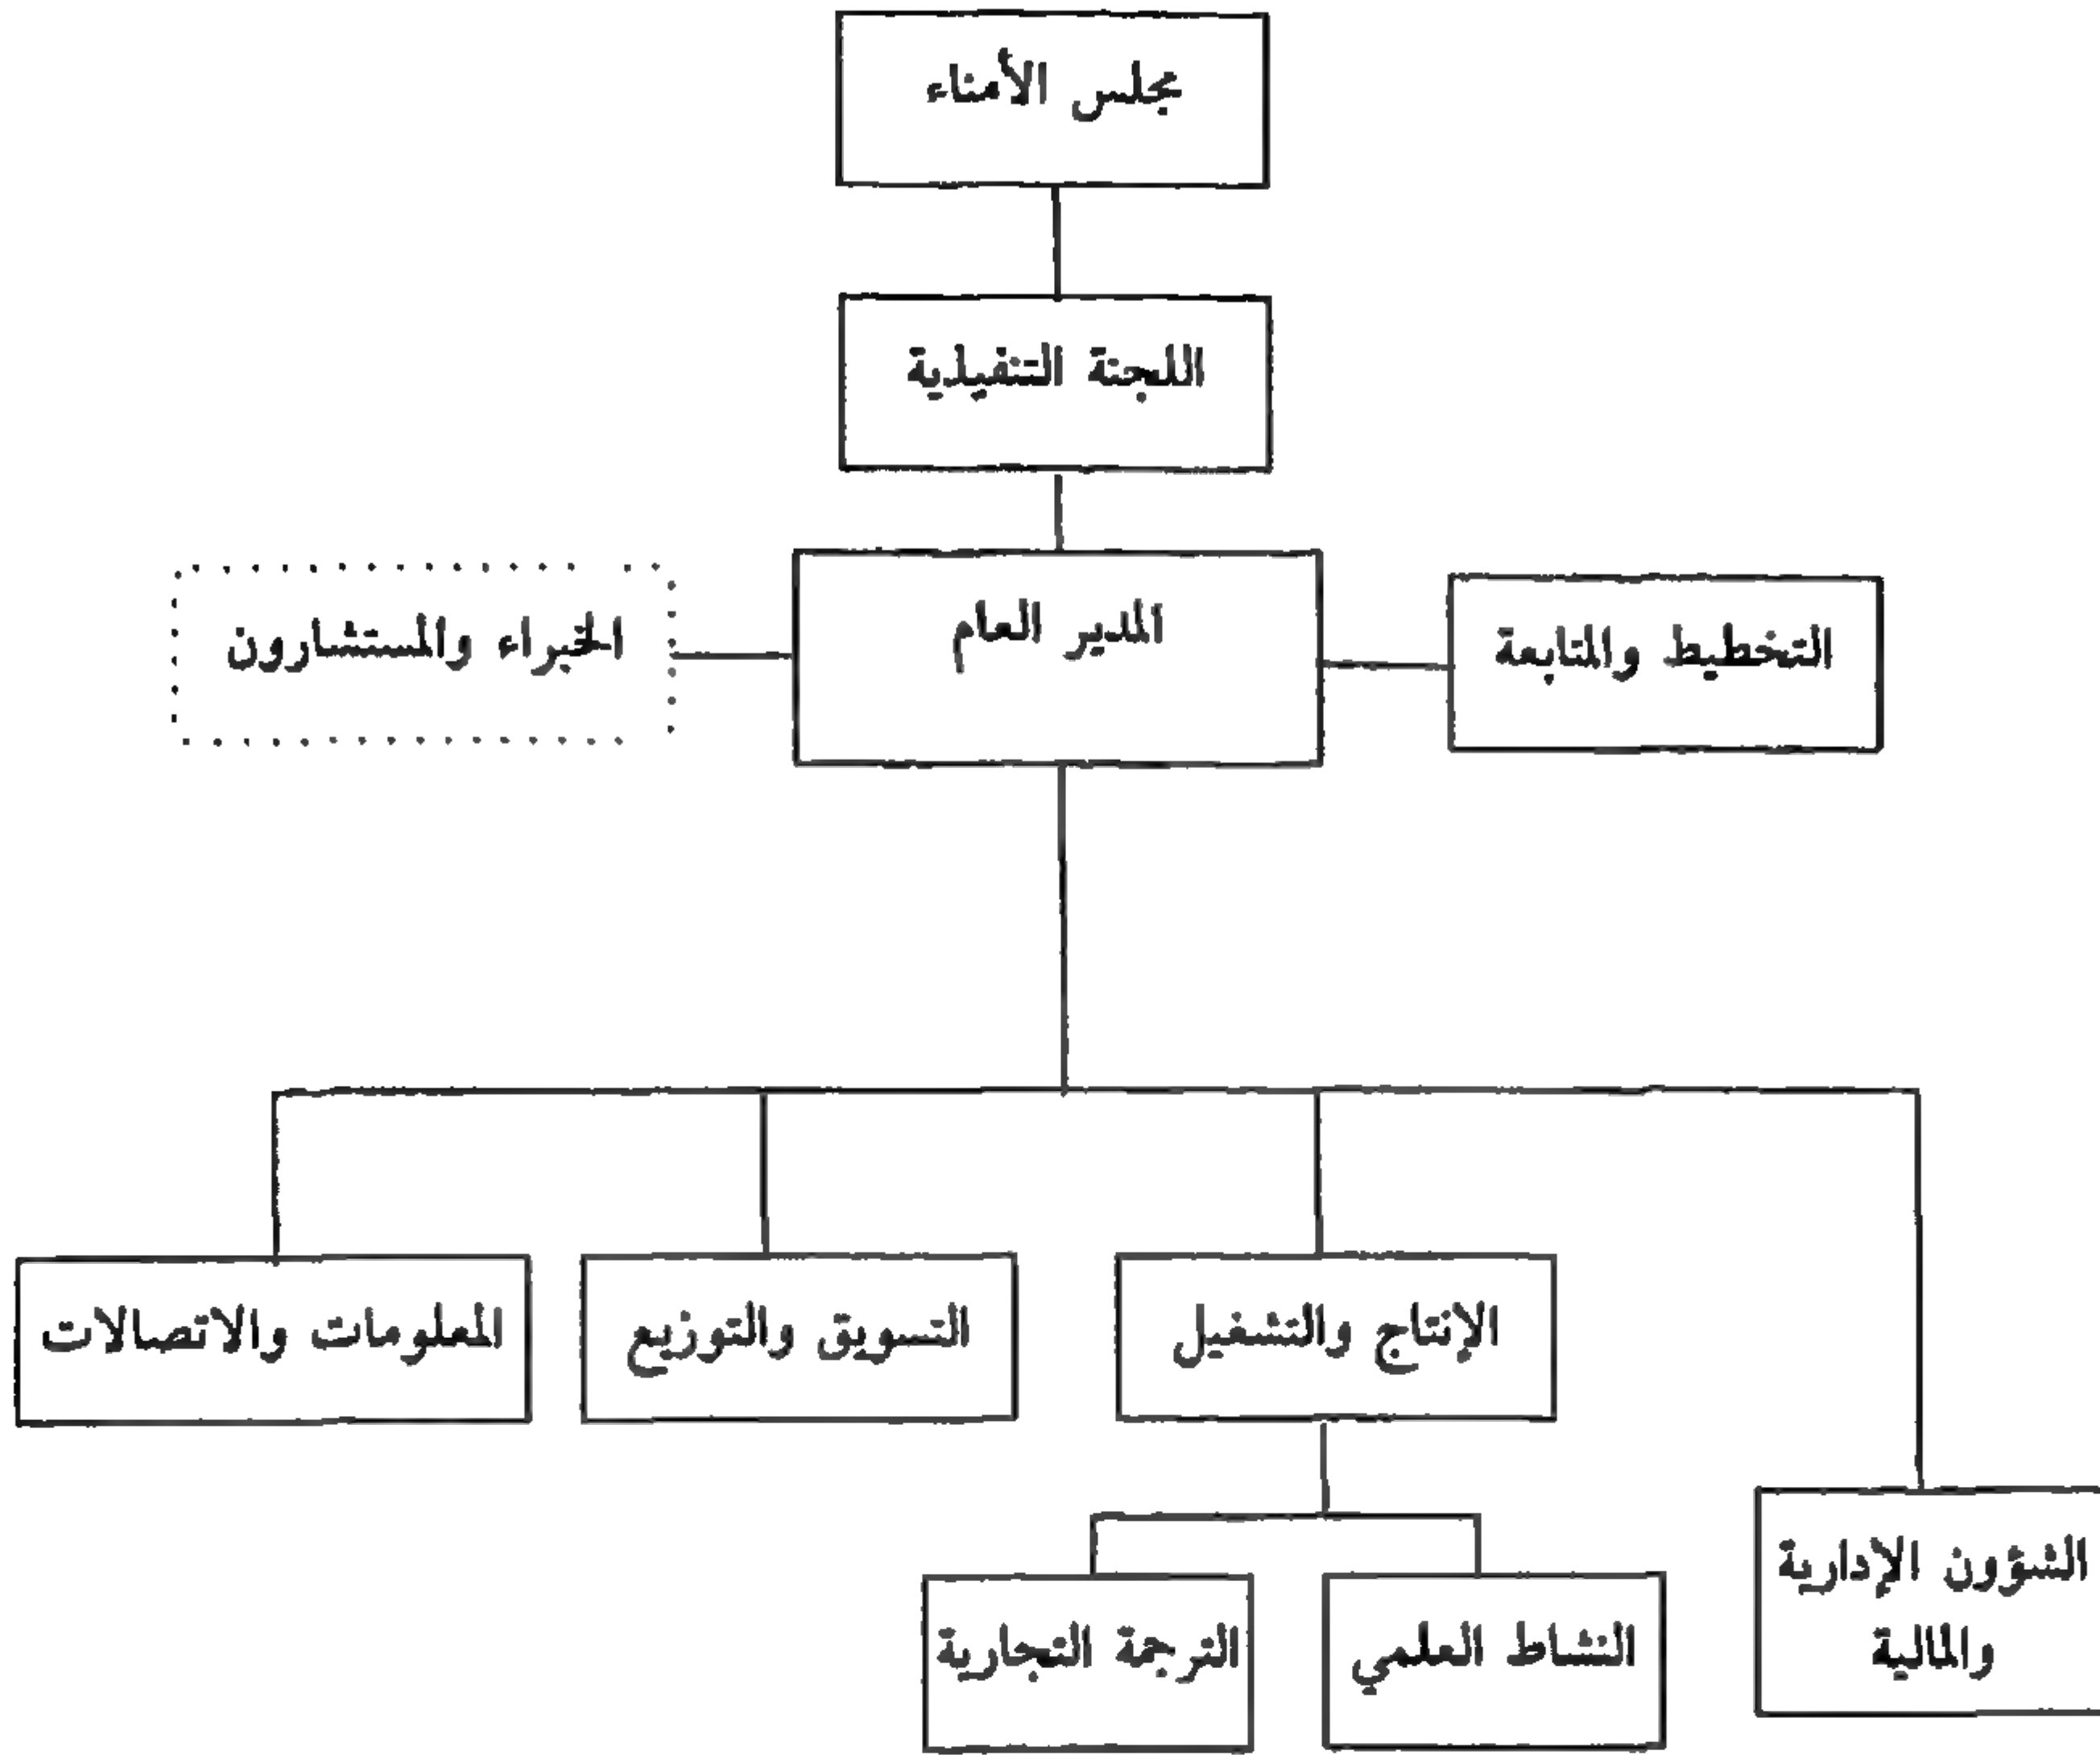 مجلس الأمناء
اللجنة التنفيذية
المدير العام
التخطيط والمتابعة
الخبراء والمستشارون
الإنتاج والتشغيل
التسويق والتوزيع
المعلومات والاتصالات
الشؤون الإدارية
والمالية
النشاط العلمي
الترجمة التجارية